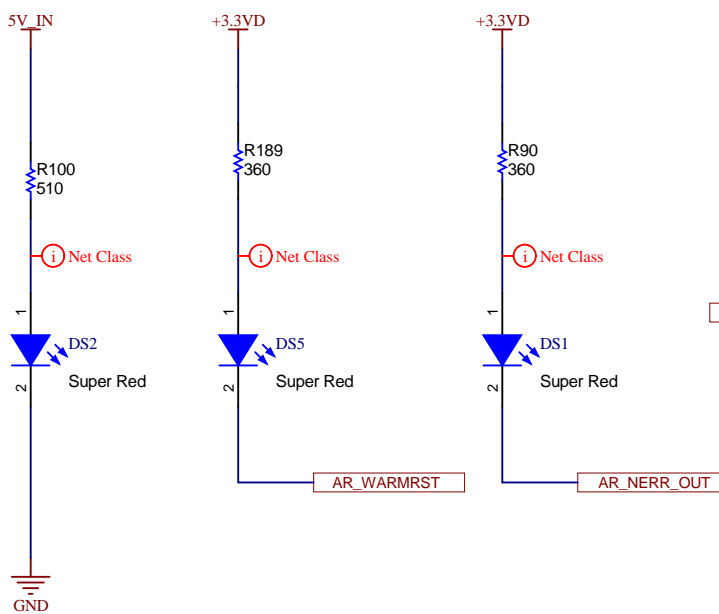 5V_IN
+3.3VD
+3.3VD
R100
510
R189
360
R90
360
i Net Class
i Net Class
i Net Class
1
1
1
DS2
DS5
DS1
Super Red
Super Red
Super Red
2
2
2
AR_WARMRST
AR_NERR_OUT
GND